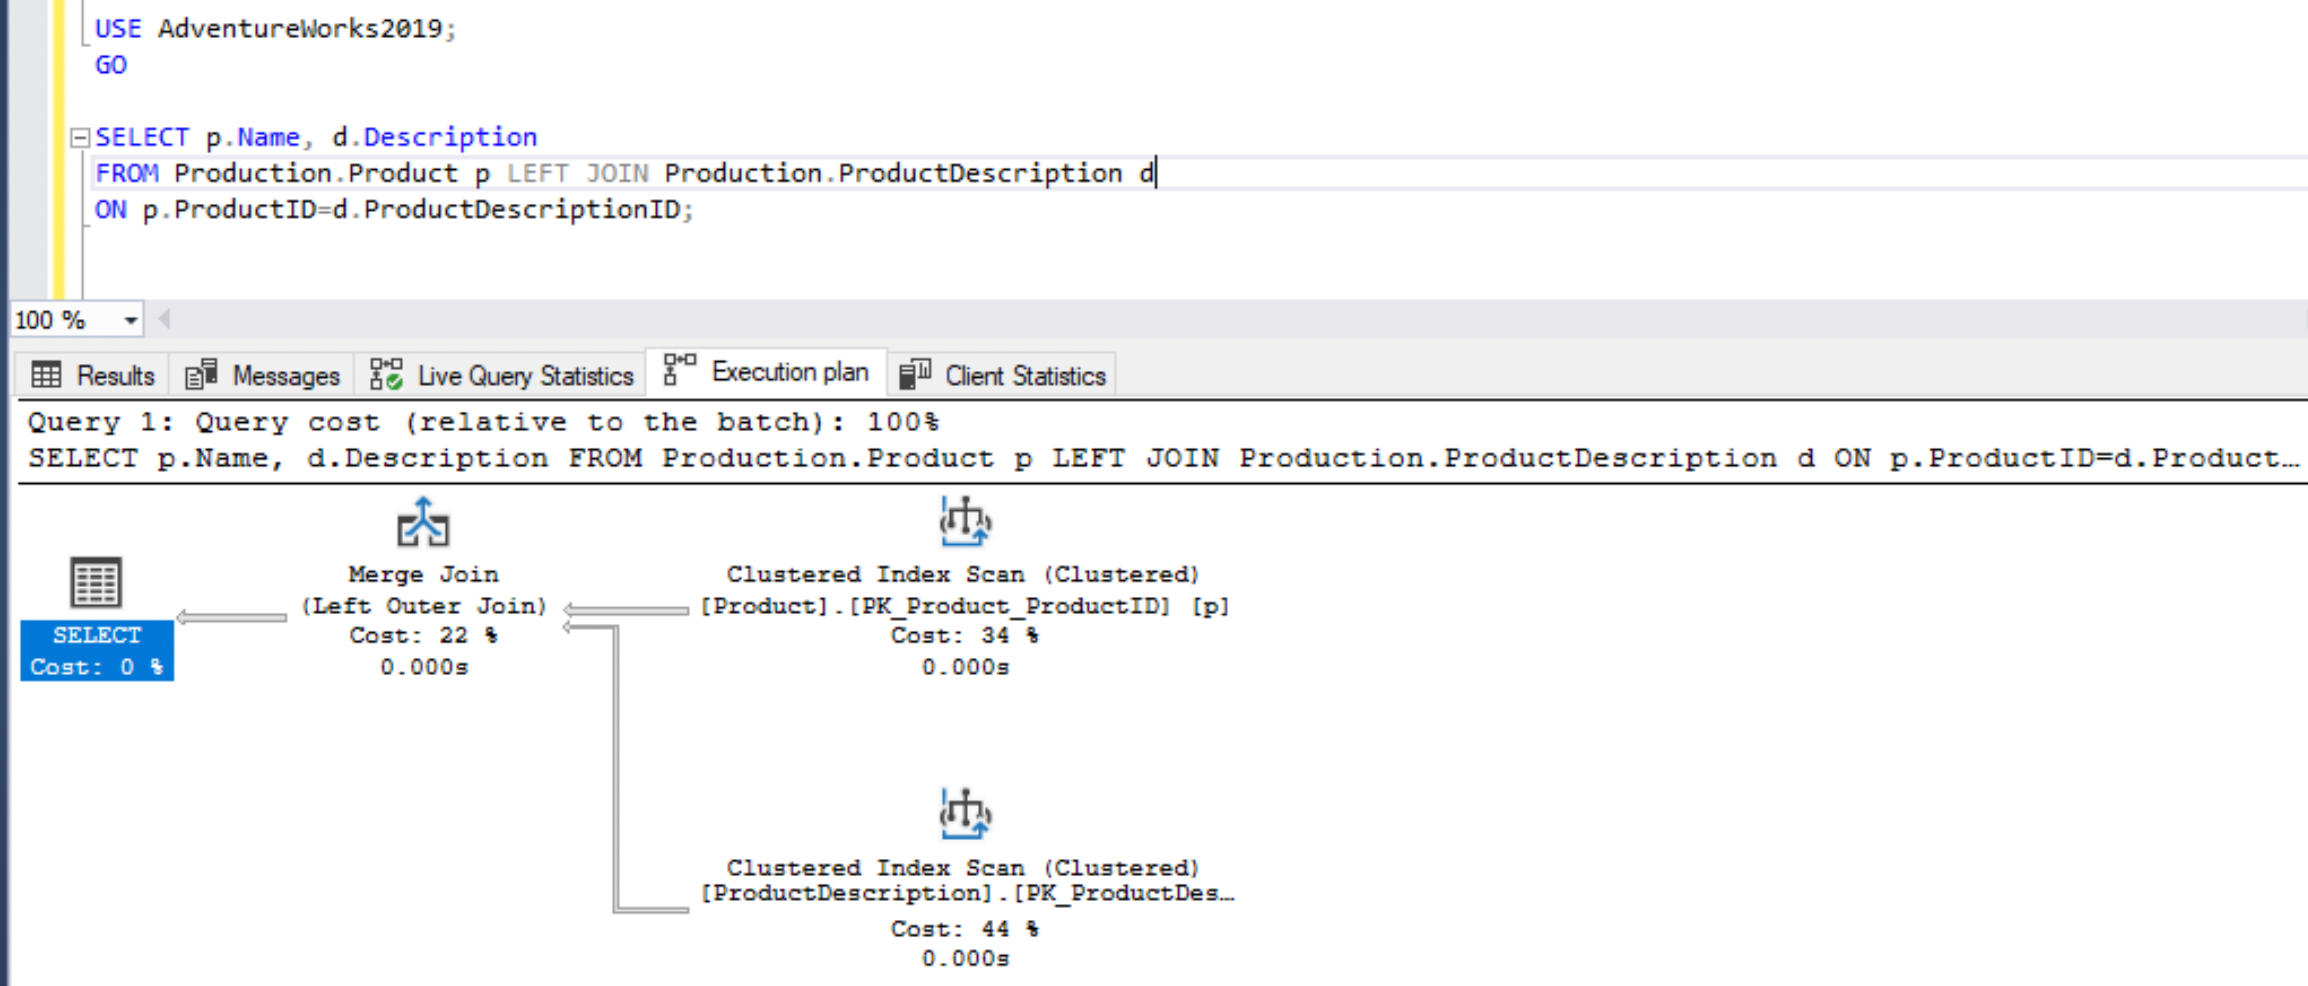 USE AdventureWorks2019;
GO
SELECT p.Name, d.Description
FROM Production.Product p LEFT JOIN Production.ProductDescription d
ON p.ProductID=d.ProductDescriptionID;
100 %
Results Messages Live Query Statistics Execution plan Client Statistics
Query 1: Query cost (relative to the batch): 100%
SELECT p.Name, d.Description FROM Production.Product p LEFT JOIN Production.ProductDescription d ON p.ProductID=d.Product…
SELECT
Cost: 0 %
Merge Join
(Left Outer Join)
Cost: 22 %
0.000s
Clustered Index Scan (Clustered)
[Product].[PK_Product_ProductID] [p]
Cost: 34 %
0.000s
Clustered Index Scan (Clustered)
[ProductDescription].[PK_ProductDes…
Cost: 44 %
0.000s